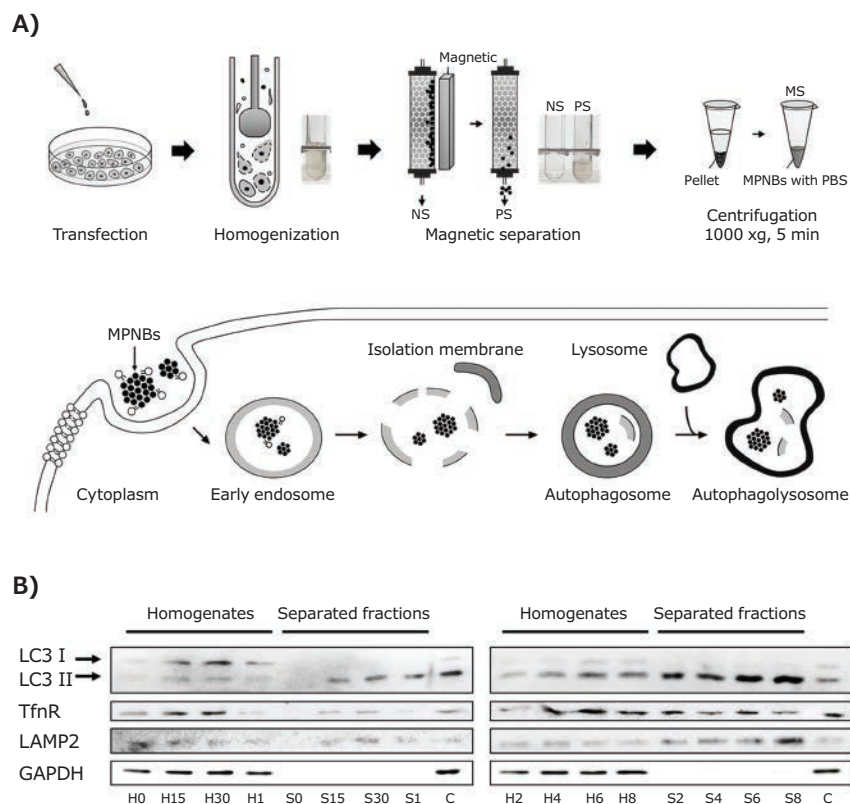 A)
Magnetic
NS PS
MS
Pellet
MPNBs with PBS
NS
PS
Transfection
Homogenization
Magnetic separation
Centrifugation
1000 xg, 5 min
MPNBs
Isolation membrane
Lysosome
Cytoplasm
Early endosome
Autophagosome
Autophagolysosome
B)
Homogenates Separated fractions Homogenates Separated fractions
LC3 I
LC3 II
TfnR
LAMP2
GAPDH
H0 H15 H30 H1 S0 S15 S30 S1 C H2 H4 H6 H8 S2 S4 S6 S8 C